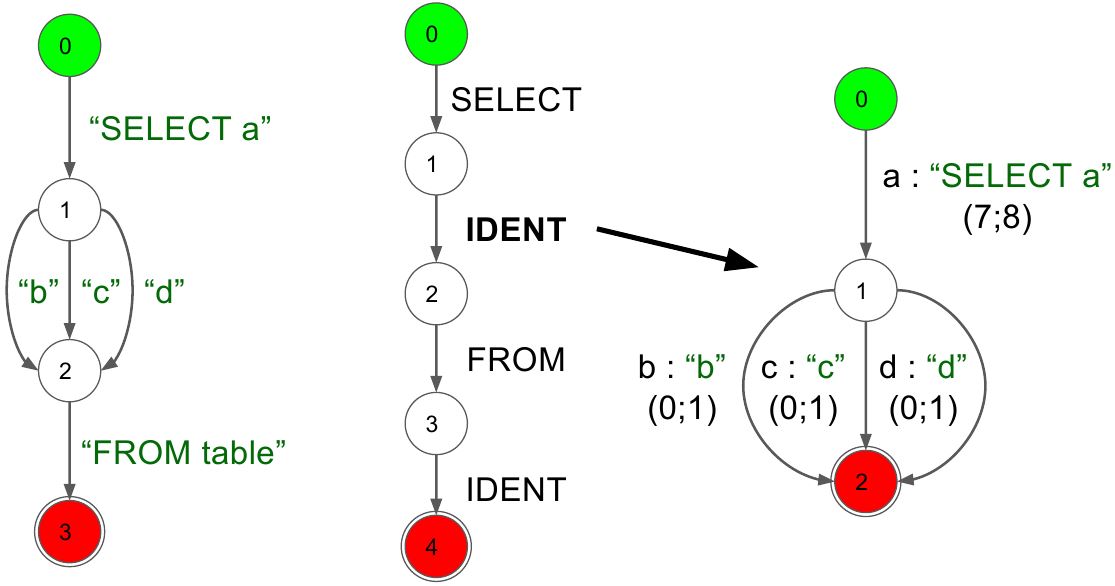 0
“SELECT a”
1
“b” “c” “d”
2
“FROM table”
3
0
SELECT
1
IDENT
2
FROM
3
IDENT
4
0
a : “SELECT a”
(7;8)
1
b : “b” c : “c” d : “d”
(0;1) (0;1) (0;1)
2